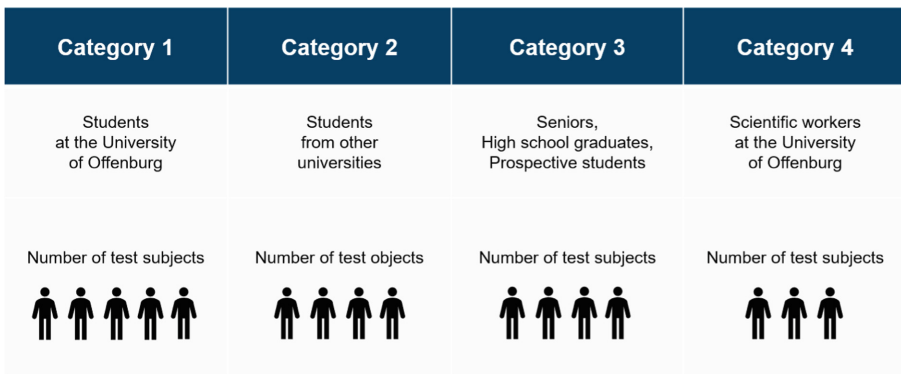 Category 1
Category 2
Category 3
Category 4
Students
at the University
of Offenburg
Students
from other
universities
Seniors,
High school graduates,
Prospective students
Scientific workers
at the University
of Offenburg
Number of test subjects
Number of test objects
Number of test subjects
Number of test subjects